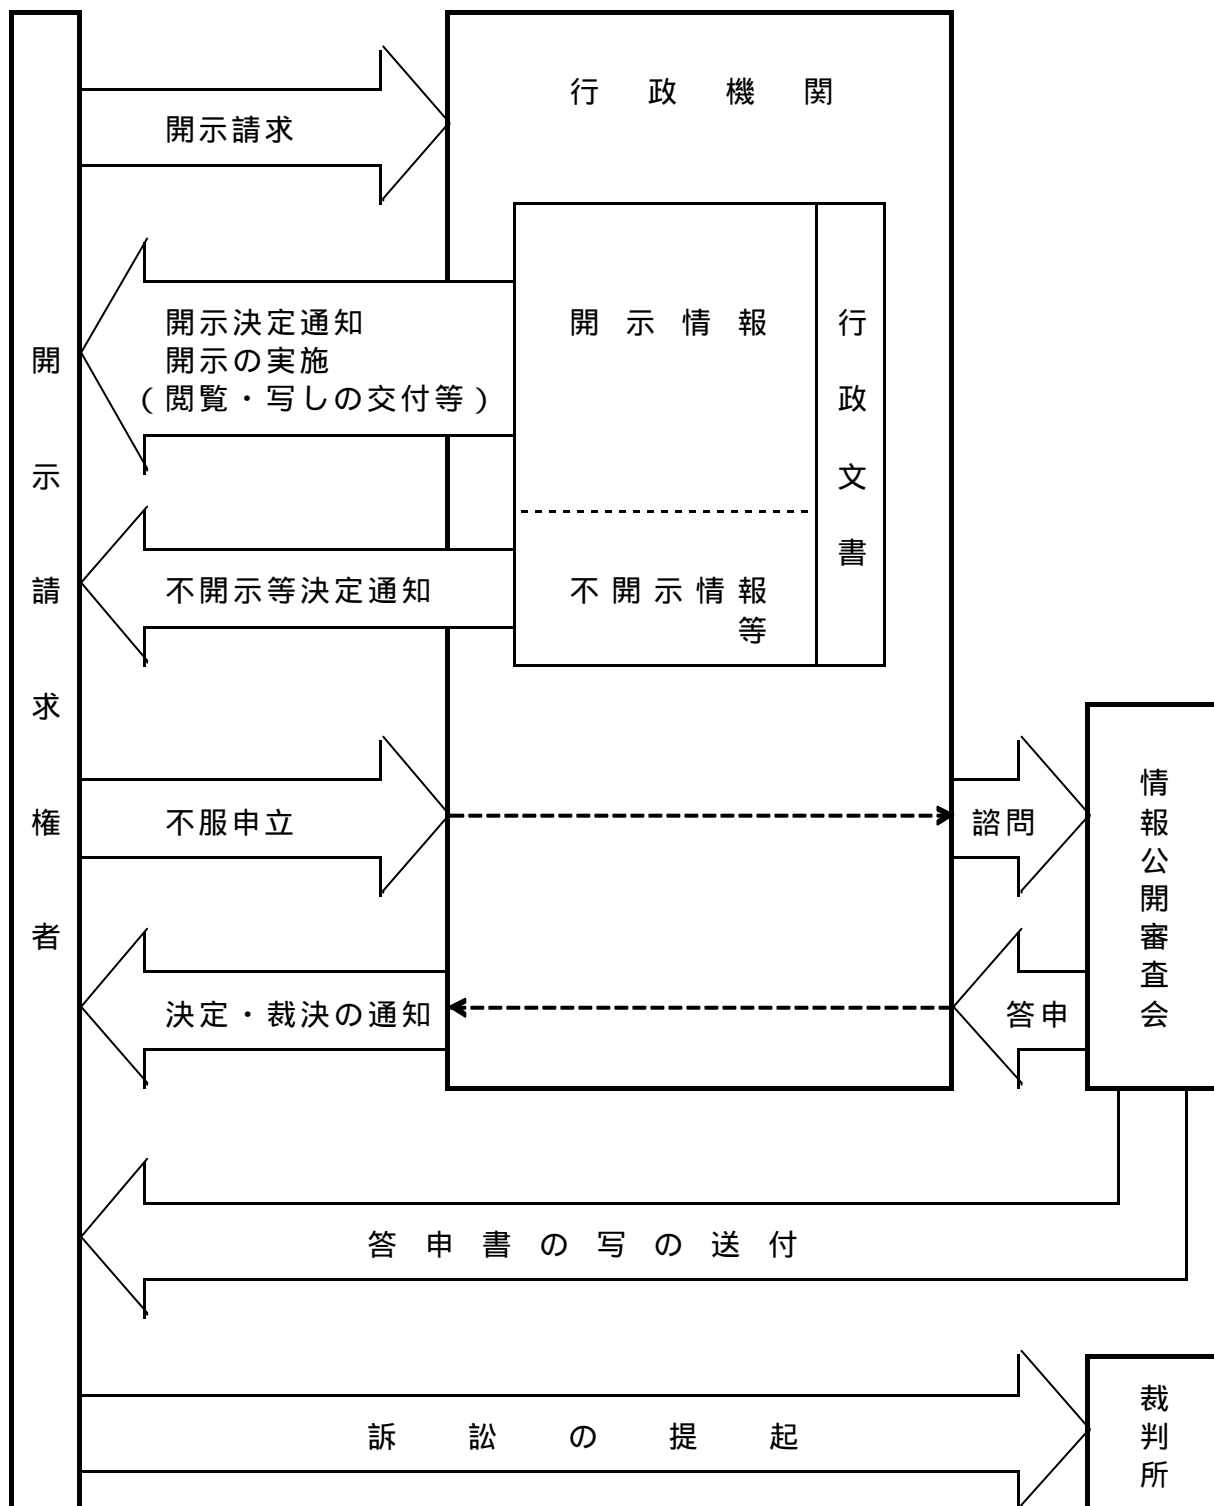 開示請求権者
行政機関
開示請求
開示決定通知
開示の実施
(閲覧・写しの交付等)
開示情報
行政文書
不開示等決定通知
不開示情報
等
不服申立
諮問
情報公開審査会
決定・裁決の通知
答申
答申書の写の送付
訴訟の提起
裁判所